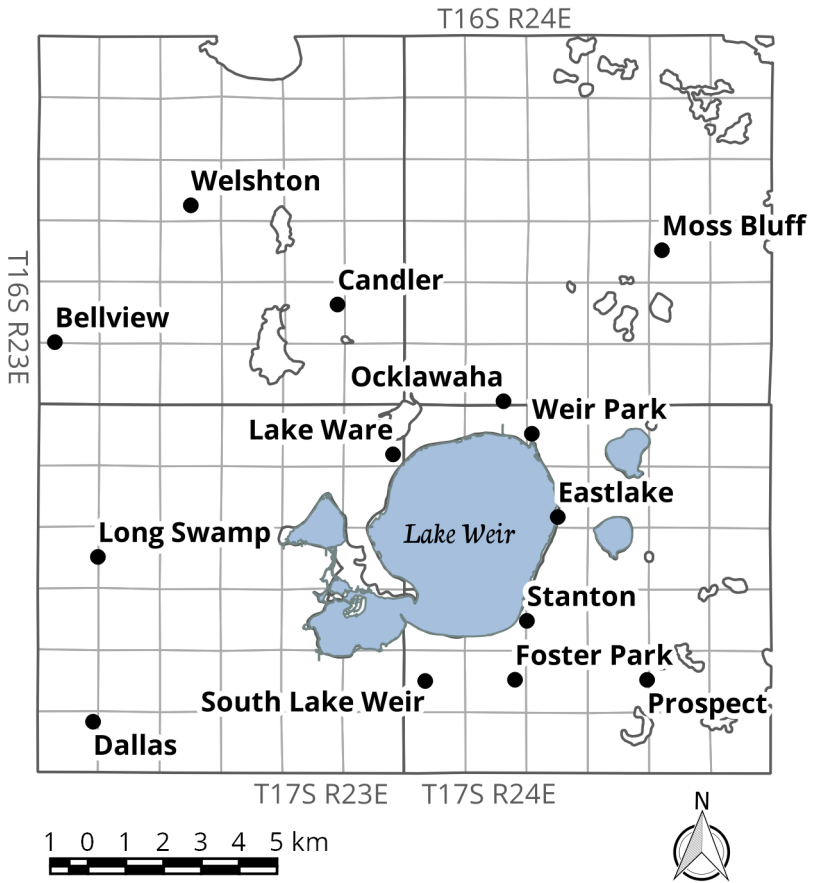 T16S R24E
Welshton
Moss Bluff
T16S R23E
Candler
Bellview
Ocklawaha
Weir Park
Lake Ware
Eastlake
Long Swamp
Lake Weir
Stanton
Foster Park
South Lake Weir
Prospect
Dallas
T17S R23E
T17S R24E
N
1 0 1 2 3 4 5 km